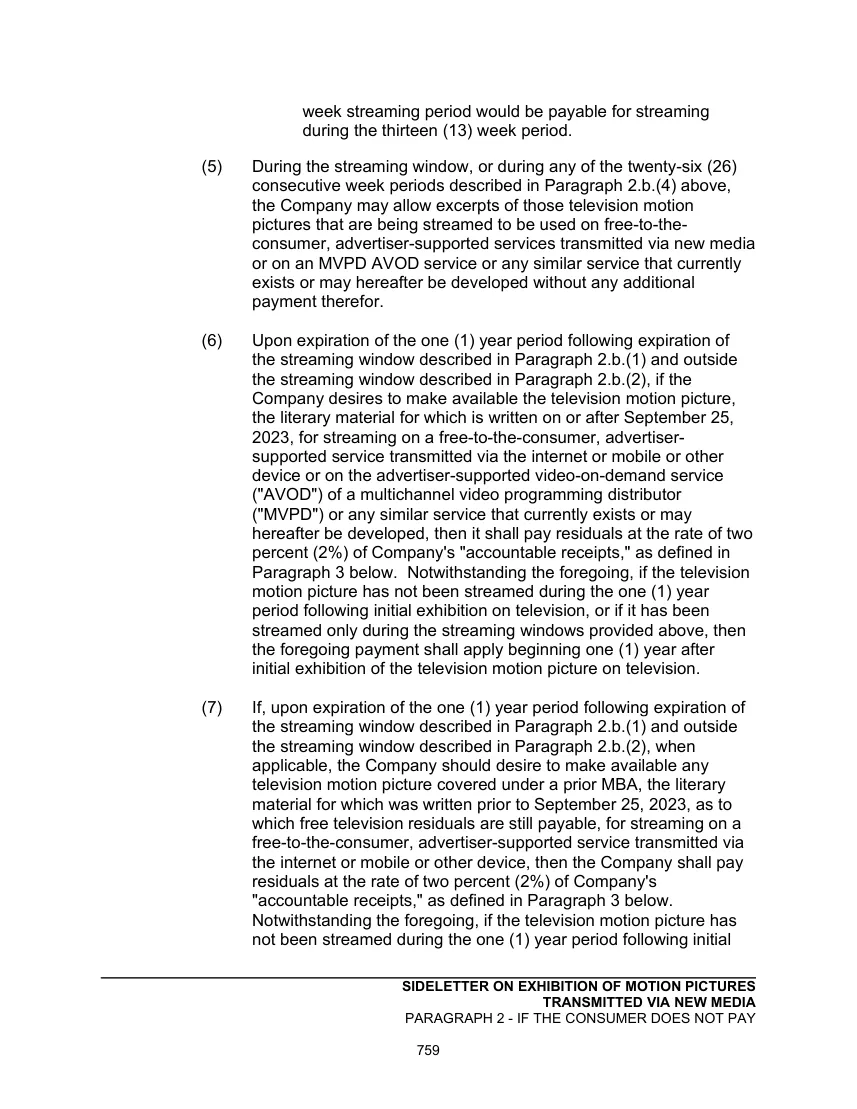 week streaming period would be payable for streaming
during the thirteen (13) week period.
(5) During the streaming window, or during any of the twenty-six (26)
consecutive week periods described in Paragraph 2.b.(4) above,
the Company may allow excerpts of those television motion
pictures that are being streamed to be used on free-to-the-
consumer, advertiser-supported services transmitted via new media
or on an MVPD AVOD service or any similar service that currently
exists or may hereafter be developed without any additional
payment therefor.
(6) Upon expiration of the one (1) year period following expiration of
the streaming window described in Paragraph 2.b.(1) and outside
the streaming window described in Paragraph 2.b.(2), if the
Company desires to make available the television motion picture,
the literary material for which is written on or after September 25,
2023, for streaming on a free-to-the-consumer, advertiser-
supported service transmitted via the internet or mobile or other
device or on the advertiser-supported video-on-demand service
("AVOD") of a multichannel video programming distributor
("MVPD") or any similar service that currently exists or may
hereafter be developed, then it shall pay residuals at the rate of two
percent (2%) of Company's "accountable receipts," as defined in
Paragraph 3 below.  Notwithstanding the foregoing, if the television
motion picture has not been streamed during the one (1) year
period following initial exhibition on television, or if it has been
streamed only during the streaming windows provided above, then
the foregoing payment shall apply beginning one (1) year after
initial exhibition of the television motion picture on television.
(7) If, upon expiration of the one (1) year period following expiration of
the streaming window described in Paragraph 2.b.(1) and outside
the streaming window described in Paragraph 2.b.(2), when
applicable, the Company should desire to make available any
television motion picture covered under a prior MBA, the literary
material for which was written prior to September 25, 2023, as to
which free television residuals are still payable, for streaming on a
free-to-the-consumer, advertiser-supported service transmitted via
the internet or mobile or other device, then the Company shall pay
residuals at the rate of two percent (2%) of Company's
"accountable receipts," as defined in Paragraph 3 below.
Notwithstanding the foregoing, if the television motion picture has
not been streamed during the one (1) year period following initial
SIDELETTER ON EXHIBITION OF MOTION PICTURES
TRANSMITTED VIA NEW MEDIA
PARAGRAPH 2 - IF THE CONSUMER DOES NOT PAY
759